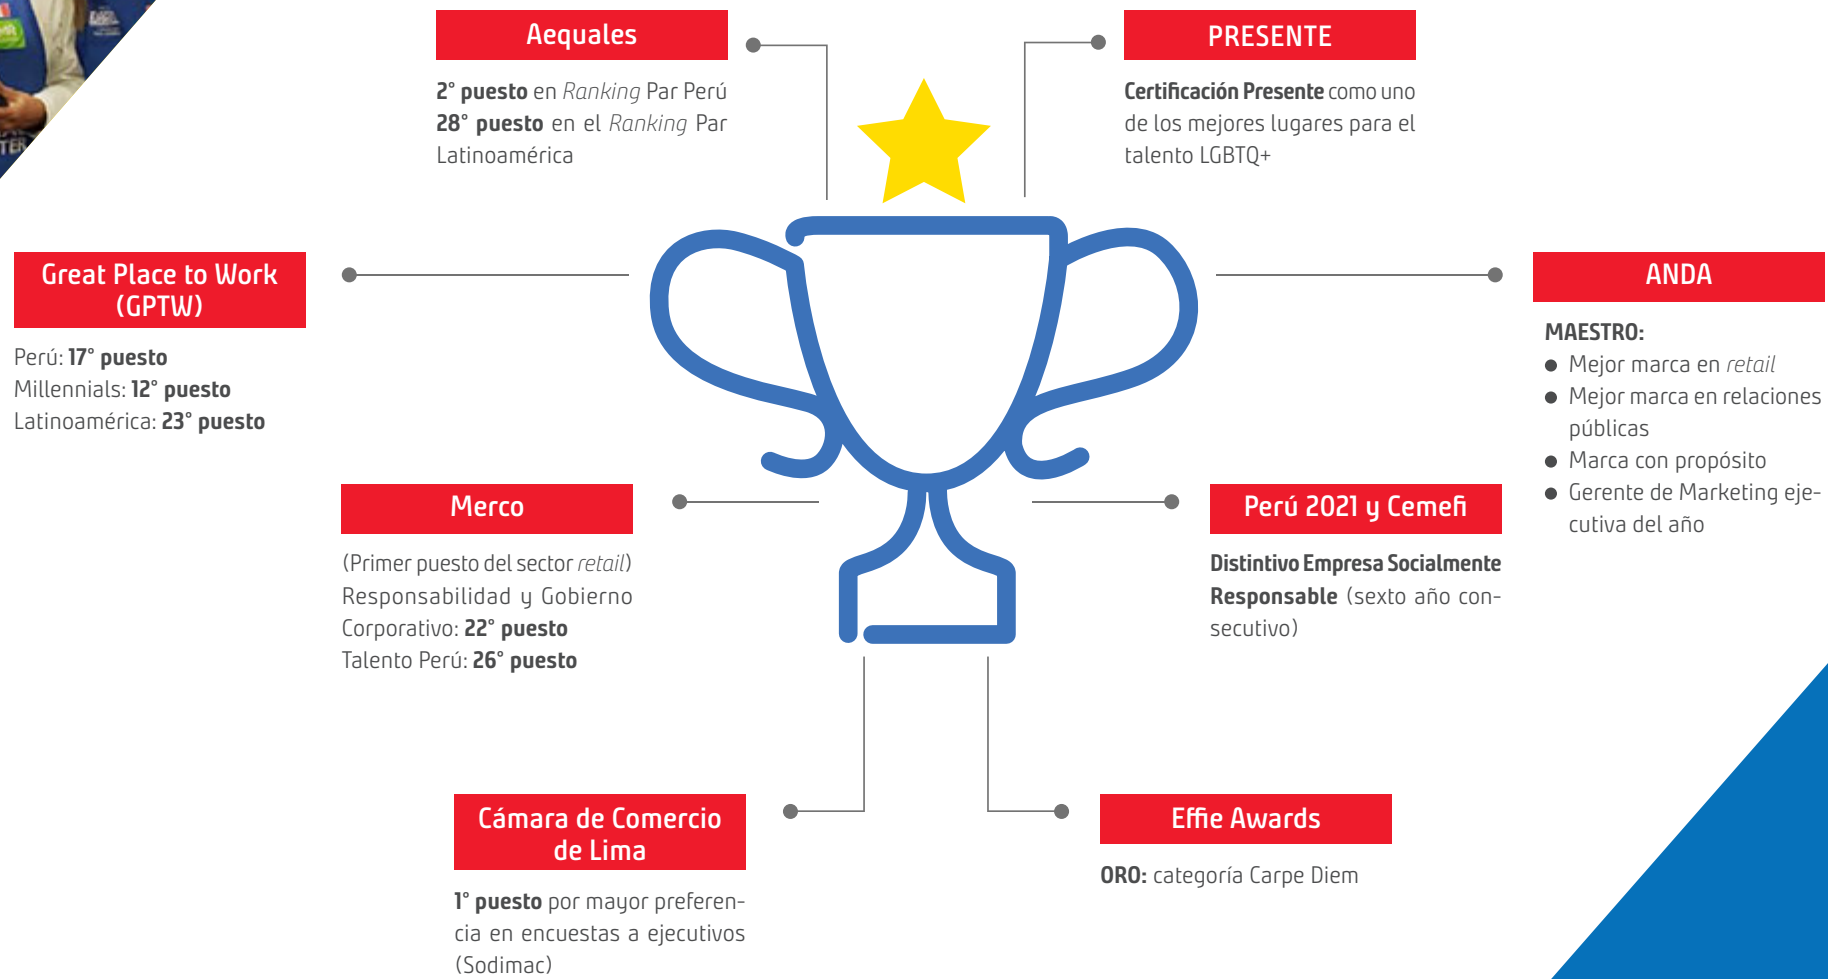 Aequales
2° puesto en Ranking Par Perú
28° puesto en el Ranking Par
Latinoamérica
PRESENTE
Certificación Presente como uno
de los mejores lugares para el
talento LGBTQ+
Great Place to Work
(GPTW)
Perú: 17° puesto
Millennials: 12° puesto
Latinoamérica: 23° puesto
ANDA
MAESTRO:
● Mejor marca en retail
● Mejor marca en relaciones
públicas
● Marca con propósito
● Gerente de Marketing eje-
cutiva del año
Merco
(Primer puesto del sector retail)
Responsabilidad y Gobierno
Corporativo: 22° puesto
Talento Perú: 26° puesto
Perú 2021 y Cemefi
Distintivo Empresa Socialmente
Responsable (sexto año con-
secutivo)
Cámara de Comercio
de Lima
1° puesto por mayor preferen-
cia en encuestas a ejecutivos
(Sodimac)
Effie Awards
ORO: categoría Carpe Diem